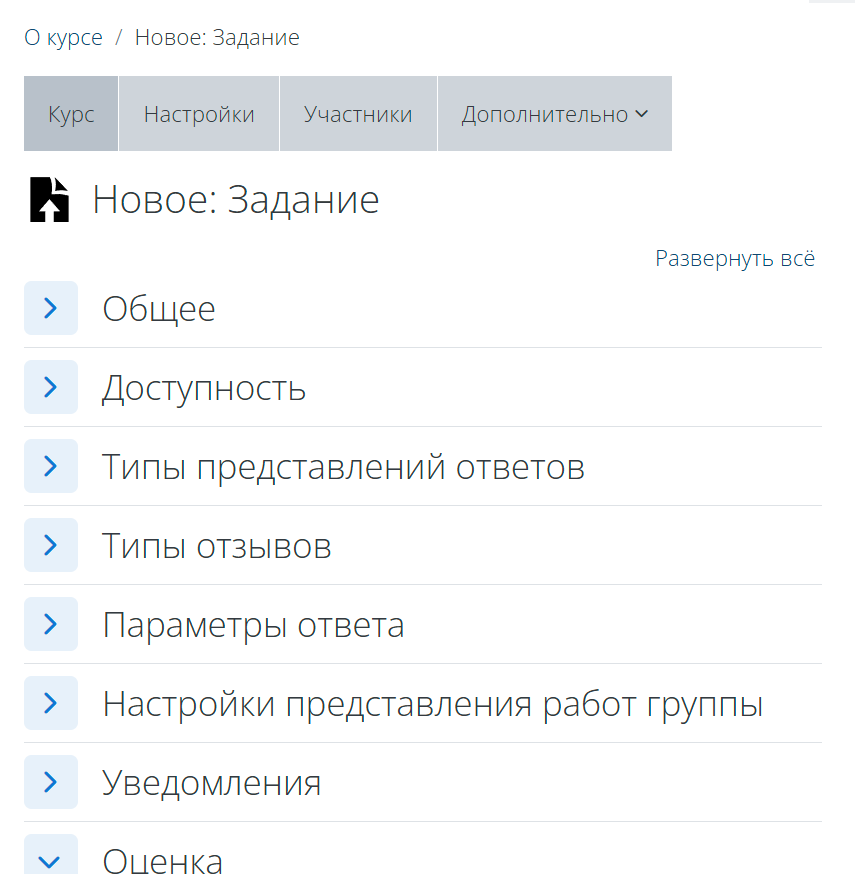 О курсе / Новое: Задание
Курс Настройки Участники Дополнительно
Новое: Задание
Развернуть всё
Общее
Доступность
Типы представлений ответов
Типы отзывов
Параметры ответа
Настройки представления работ группы
Уведомления
Оценка